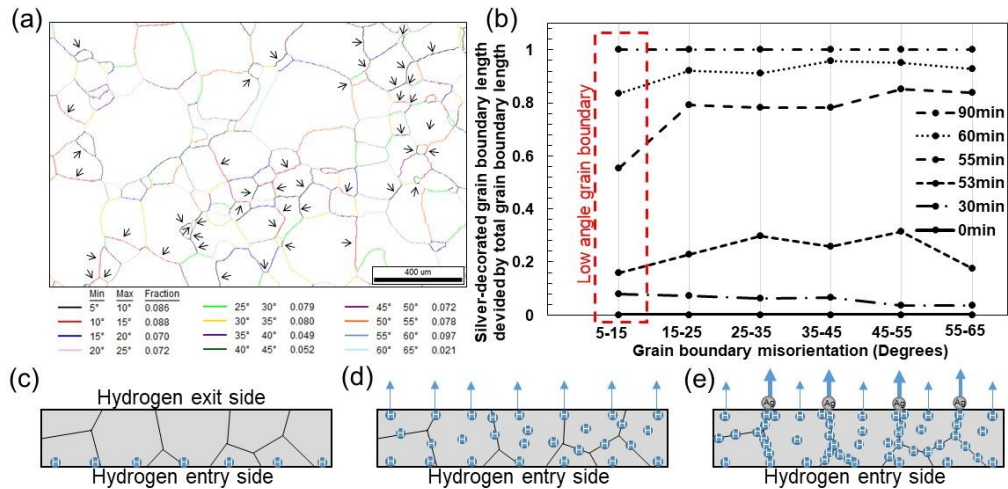 (a)
400 um
Min Max Fraction
5° 10° 0.086
10° 15° 0.088
15° 20° 0.070
20° 25° 0.072
25° 30° 0.079
30° 35° 0.080
35° 40° 0.049
40° 45° 0.052
45° 50° 0.072
50° 55° 0.078
55° 60° 0.097
60° 65° 0.021
(b)
Silver-decorated grain boundary length
devided by total grain boundary length
1
0.8
0.6
0.4
0.2
0
Low angle grain boundary
90min
60min
55min
53min
30min
0min
5-15 15-25 25-35 35-45 45-55 55-65
Grain boundary misorientation (Degrees)
(c)
Hydrogen exit side
H H H H H H H
Hydrogen entry side
(d)
Hydrogen entry side
(e)
Ag Ag Ag Ag
Hydrogen entry side